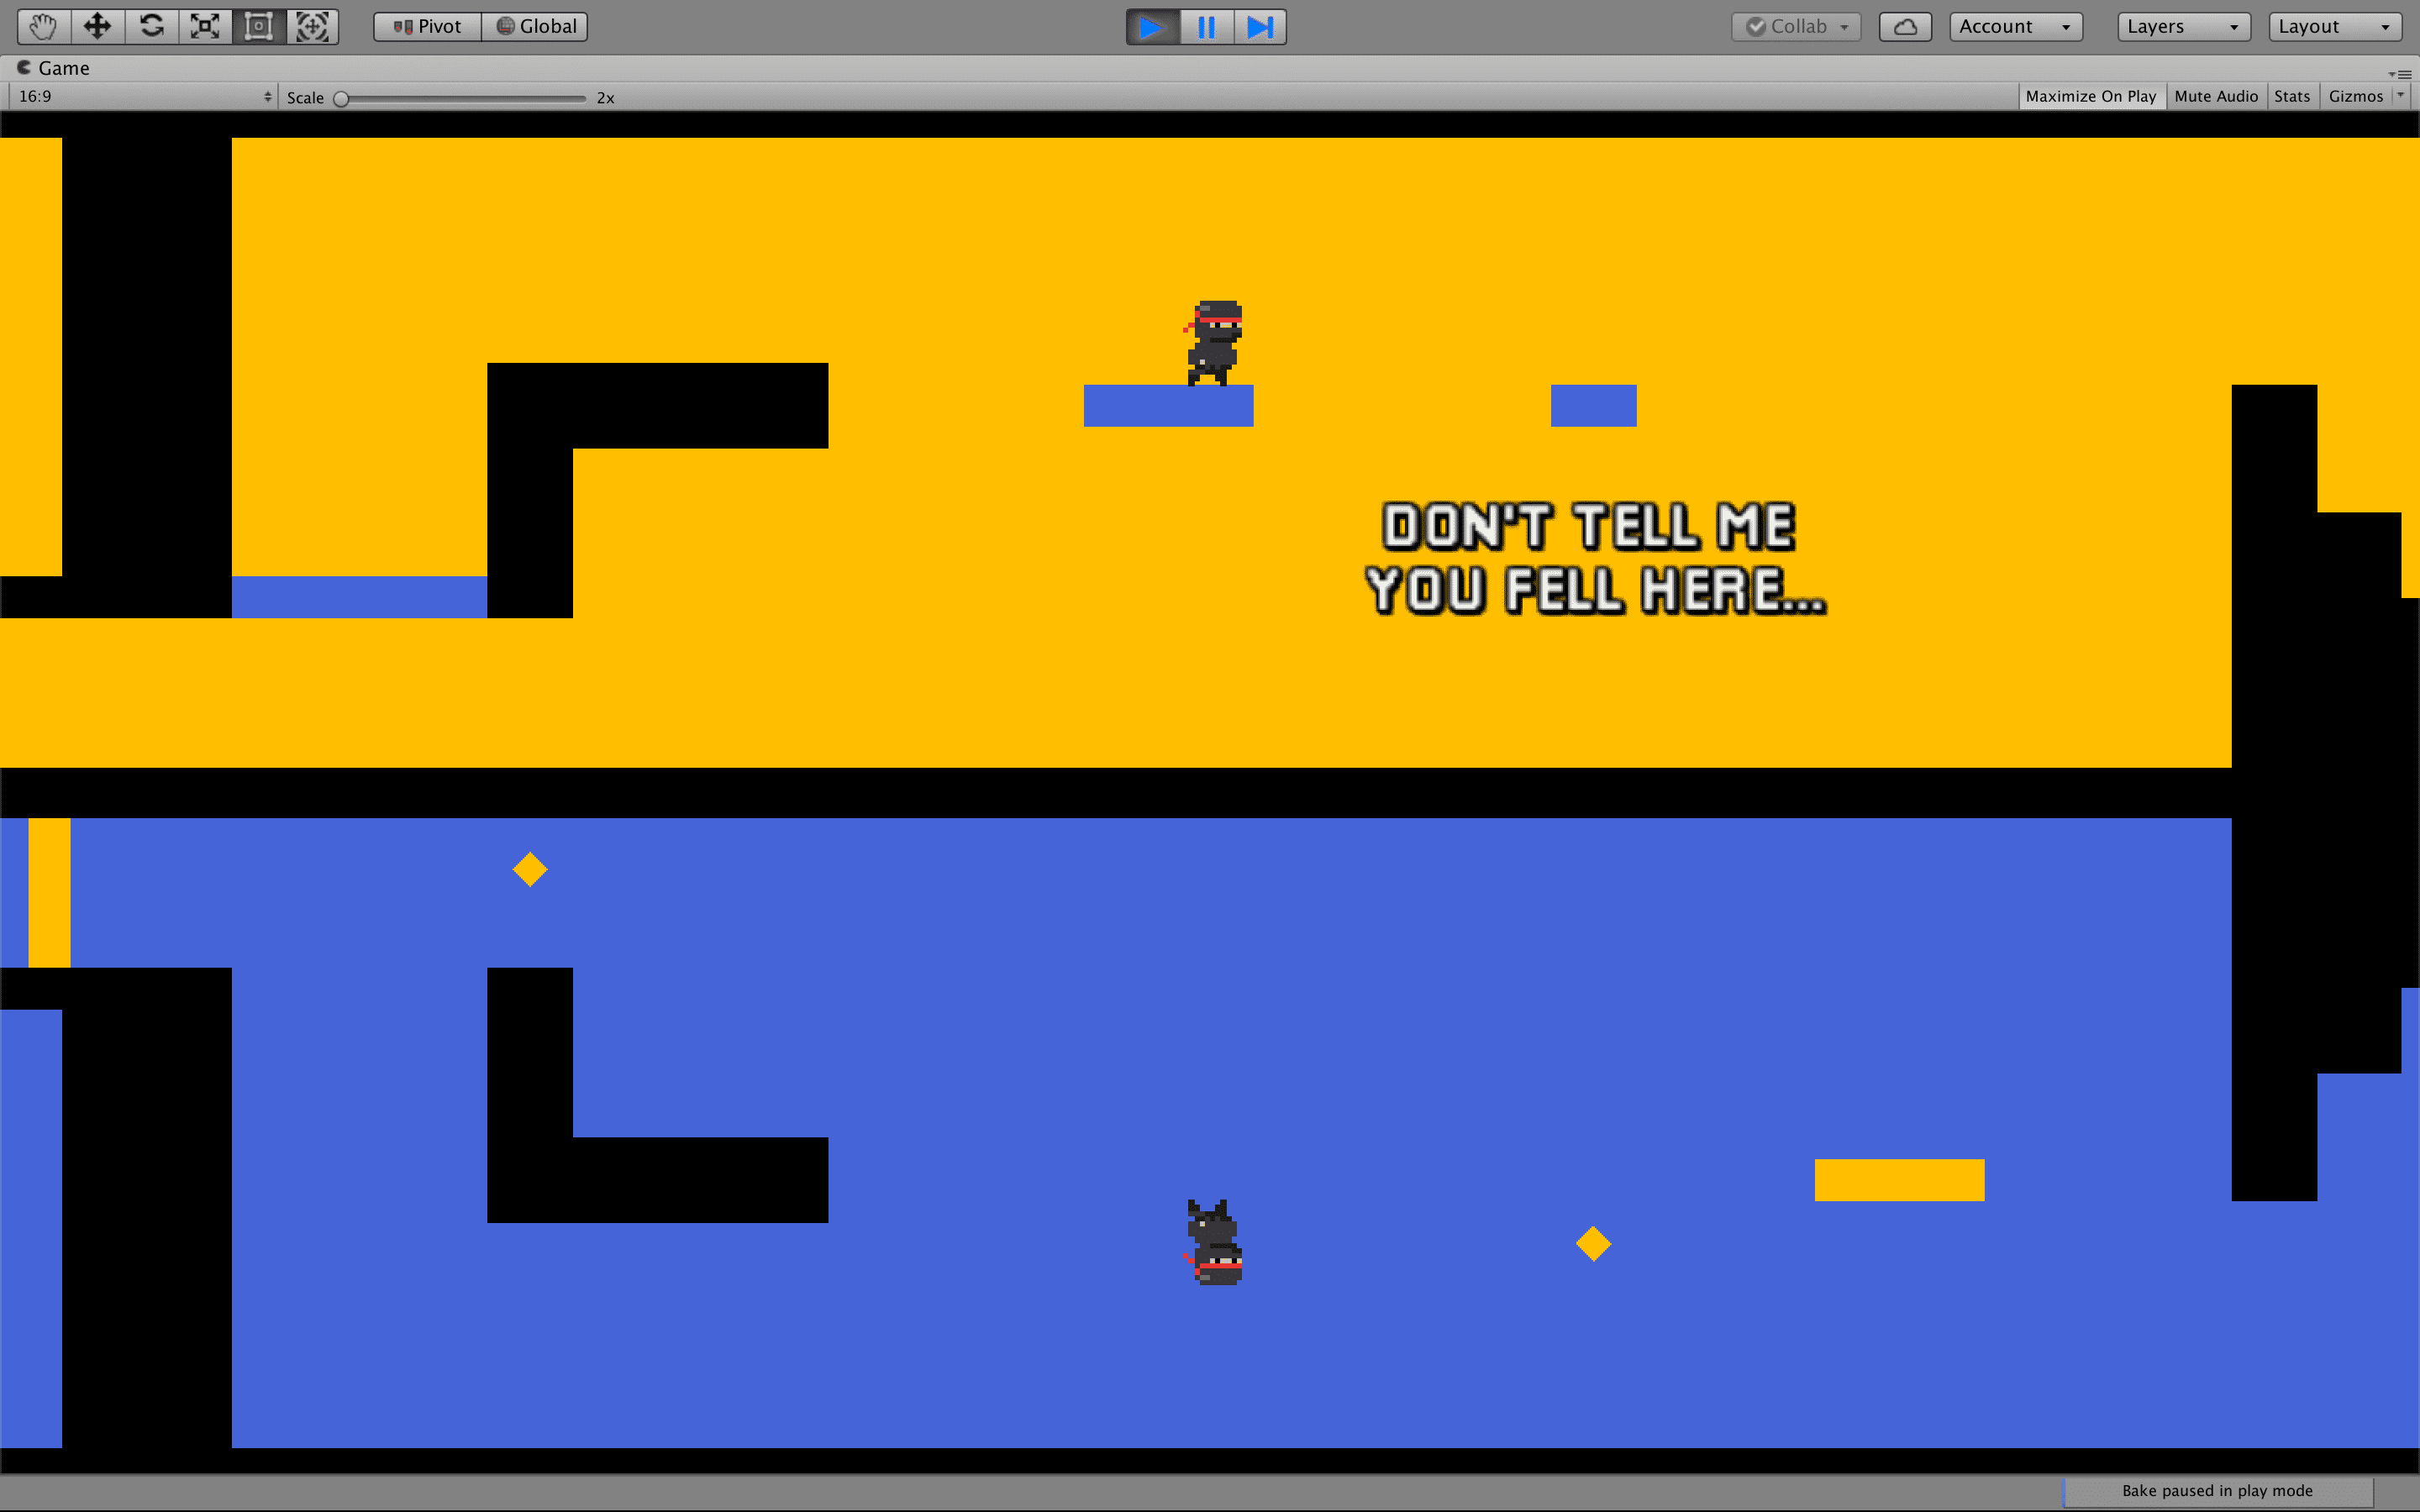 Pivot Global Collab Account Layers Layout
Game
16:9 Scale 2x Maximize On Play Mute Audio Stats Gizmos
DON'T TELL ME
YOU FELL HERE...
Bake paused in play mode